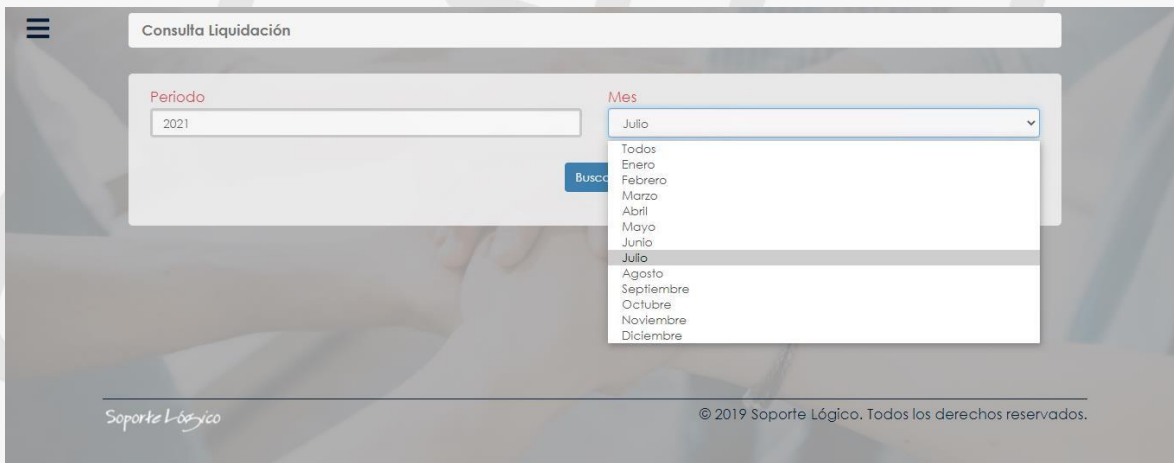 Consulta Liquidación
Periodo
Mes
2021
Julio
Todos
Enero
Febrero
Marzo
Abril
Mayo
Junio
Julio
Agosto
Septiembre
Octubre
Noviembre
Diciembre
Soporte Lógico
© 2019 Soporte Lógico. Todos los derechos reservados.